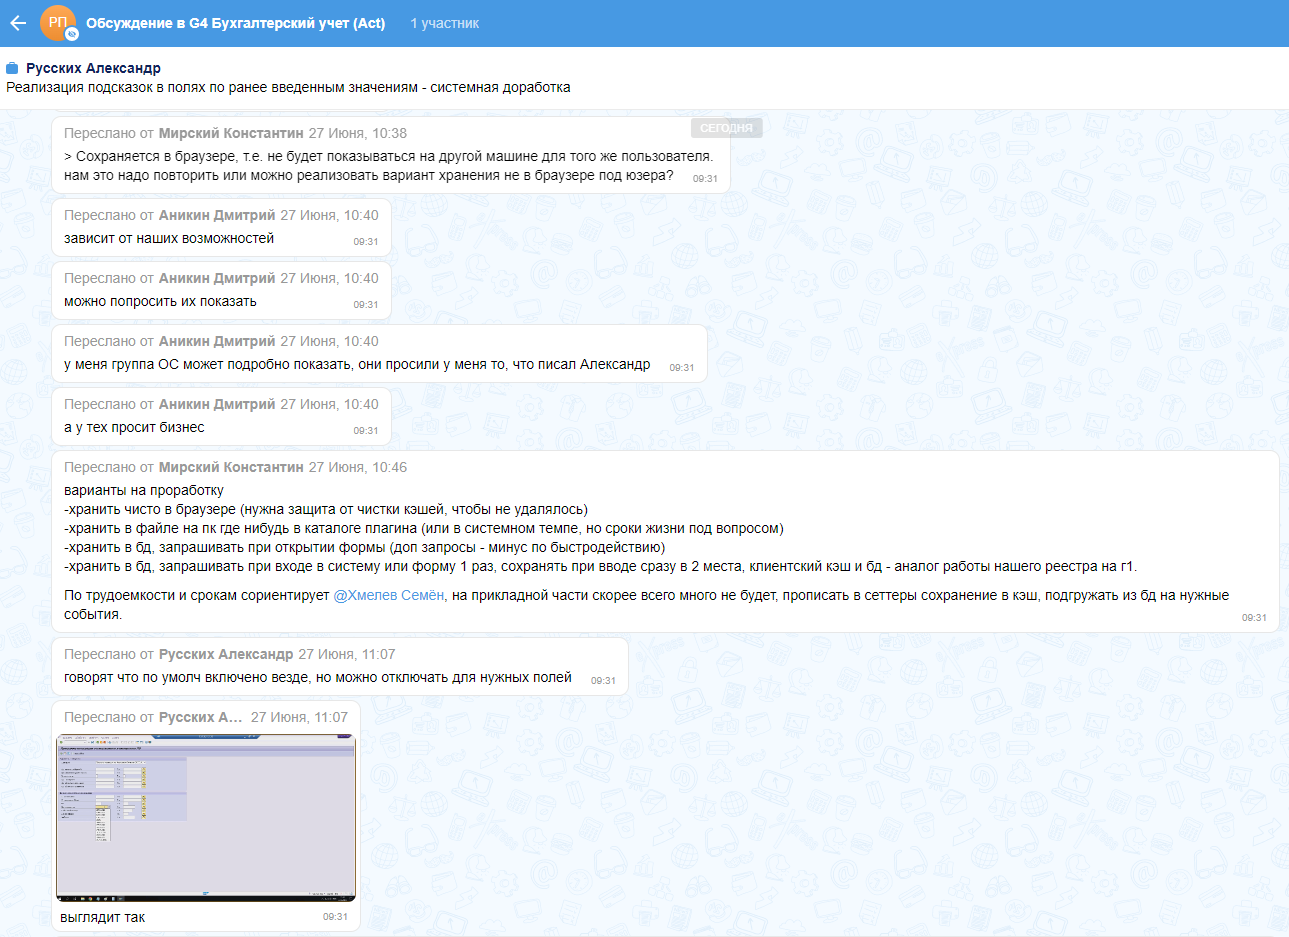 РП
Обсуждение в G4 Бухгалтерский учет (Act) 1 участник
Русских Александр
Реализация подсказок в полях по ранее введенным значениям - системная доработка
СЕГОДНЯ
Переслано от Мирский Константин 27 Июня, 10:38
> Сохраняется в браузере, т.е. не будет показываться на другой машине для того же пользователя.
нам это надо повторить или можно реализовать вариант хранения не в браузере под юзера? 09:31
Переслано от Аникин Дмитрий 27 Июня, 10:40
зависит от наших возможностей 09:31
Переслано от Аникин Дмитрий 27 Июня, 10:40
можно попросить их показать 09:31
Переслано от Аникин Дмитрий 27 Июня, 10:40
у меня группа ОС может подробно показать, они просили у меня то, что писал Александр 09:31
Переслано от Аникин Дмитрий 27 Июня, 10:40
а у тех просит бизнес 09:31
Переслано от Мирский Константин 27 Июня, 10:46
варианты на проработку
-хранить чисто в браузере (нужна защита от чистки кэшей, чтобы не удалялось)
-хранить в файле на пк где нибудь в каталоге плагина (или в системном темпе, но сроки жизни под вопросом)
-хранить в бд, запрашивать при открытии формы (доп запросы - минус по быстродействию)
-хранить в бд, запрашивать при входе в систему или форму 1 раз, сохранять при вводе сразу в 2 места, клиентский кэш и бд - аналог работы нашего реестра на г1.
По трудоемкости и срокам сориентирует @Хмелев Семён, на прикладной части скорее всего много не будет, прописать в сеттеры сохранение в кэш, подгружать из бд на нужные
события. 09:31
Переслано от Русских Александр 27 Июня, 11:07
говорят что по умолч включено везде, но можно отключать для нужных полей 09:31
Переслано от Русских А... 27 Июня, 11:07
выглядит так 09:31